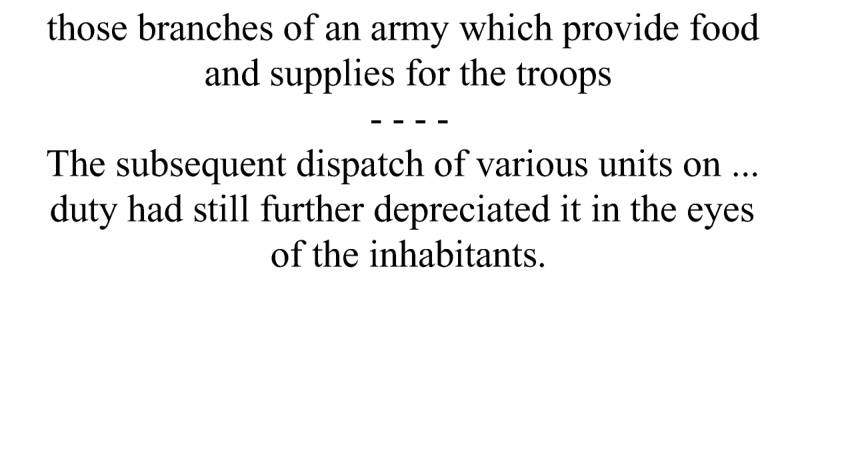 those branches of an army which provide food
and supplies for the troops
- - - -
The subsequent dispatch of various units on ...
duty had still further depreciated it in the eyes
of the inhabitants.